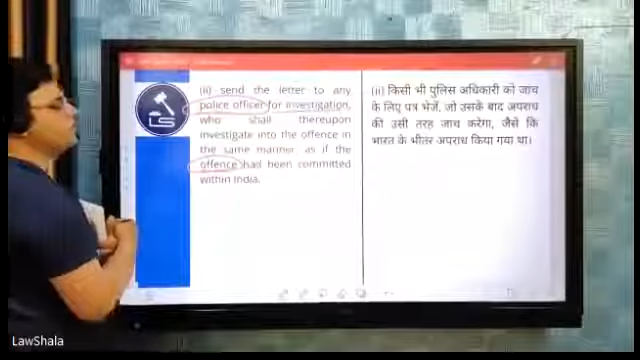 (ii) send the letter to any
police officer for investigation,
who shall thereupon
investigate into the offence in
the same manner as if the
offence had been committed
within India.
(ii) किसी भी पुलिस अधिकारी को जांच
के लिए पत्र भेजें, जो उसके बाद अपराध
की उसी तरह जांच करेगा, जैसे कि
भारत के भीतर अपराध किया गया था।
LS
LawShala